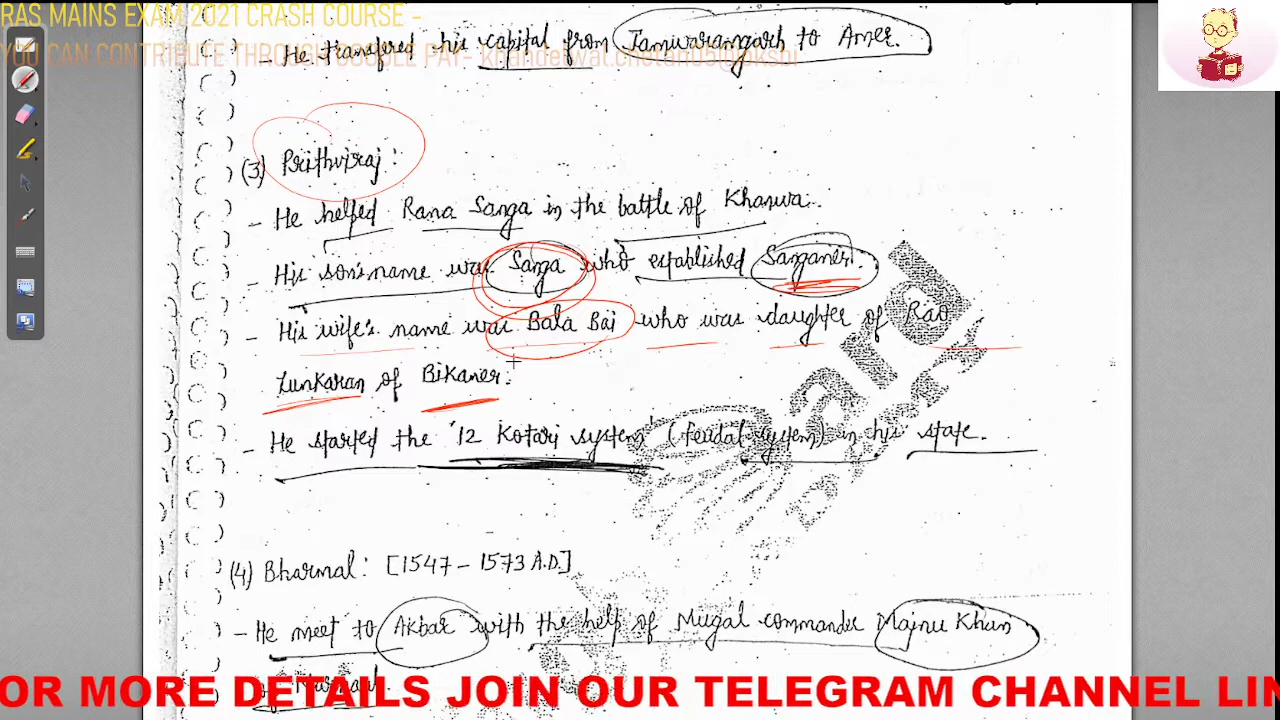 RAS MAINS EXAM 2021 CRASH COURSE -
YOU CAN CONTRIBUTE THROUGH GOOGLE PAY- khandelwal.chetan05@oksbi
- He transfered his capital from Jamwaramgarh to Amer.
(3) Prithviraj:
- He helped Rana Sanga in the battle of Khanwa.
- His son's name was Sanga who established Sanganer.
- His wife's name was Bala Bai who was daughter of Rao
Lunkaran of Bikaner.
- He started the '12 Kotari system' (feudal system) in his state.
(4) Bharmal: [1547 - 1573 A.D.]
- He meet to Akbar with the help of Mugal commander Majnu Khan
OR MORE DETAILS JOIN OUR TELEGRAM CHANNEL LIN